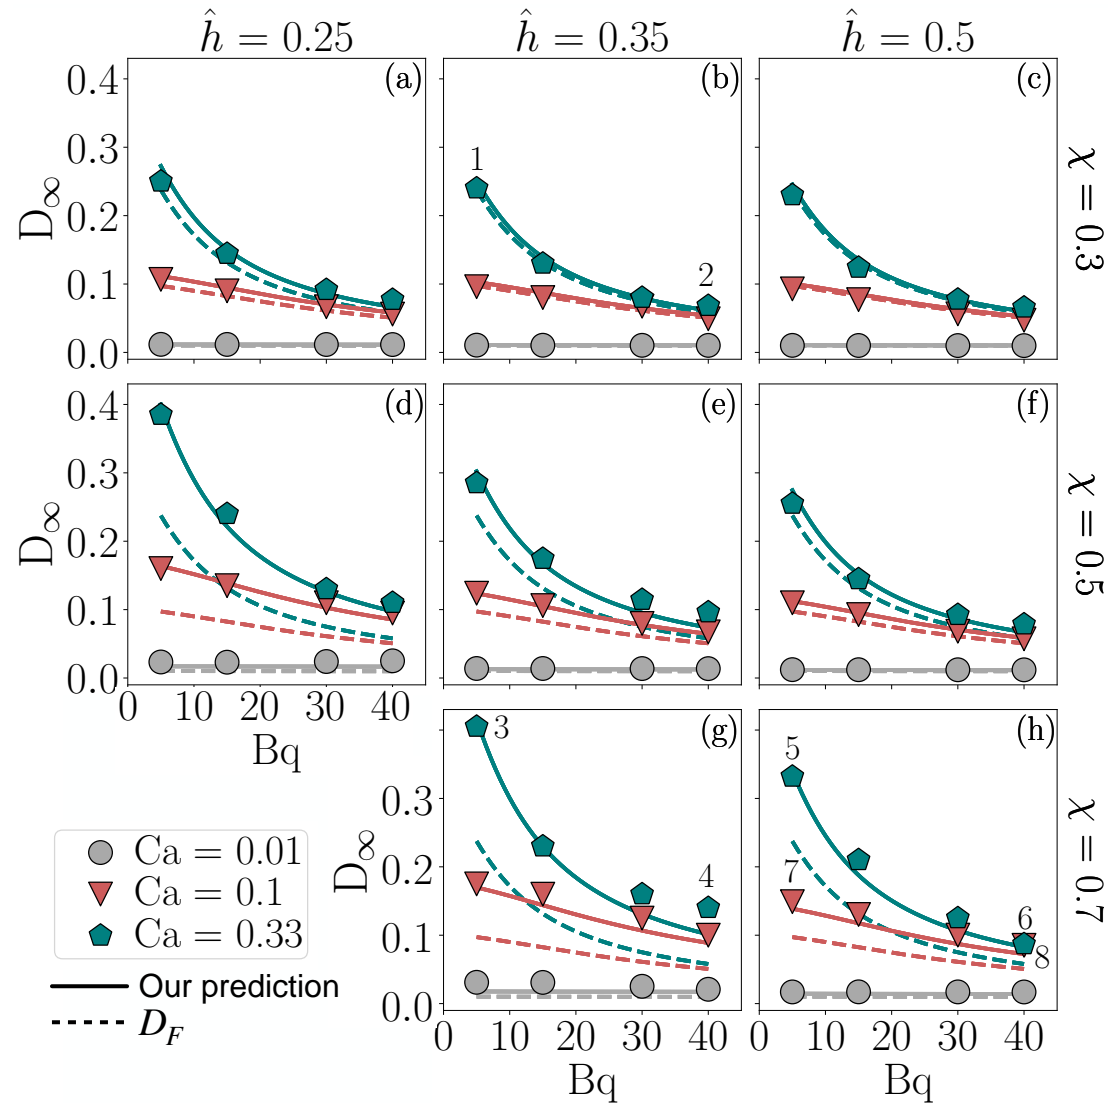 ĥ = 0.25 ĥ = 0.35 ĥ = 0.5
(a) (b) (c)
0.4
0.3
0.2
0.1
0.0
D∞
1
2
χ = 0.3
(d) (e) (f)
0.4
0.3
0.2
0.1
0.0
D∞
χ = 0.5
0 10 20 30 40
Bq
(g) (h)
0.3
0.2
0.1
0.0
D∞
3
4
5
7
6
8
χ = 0.7
0 10 20 30 40
0 10 20 30 40
Bq Bq
Ca = 0.01
Ca = 0.1
Ca = 0.33
Our prediction
D_F